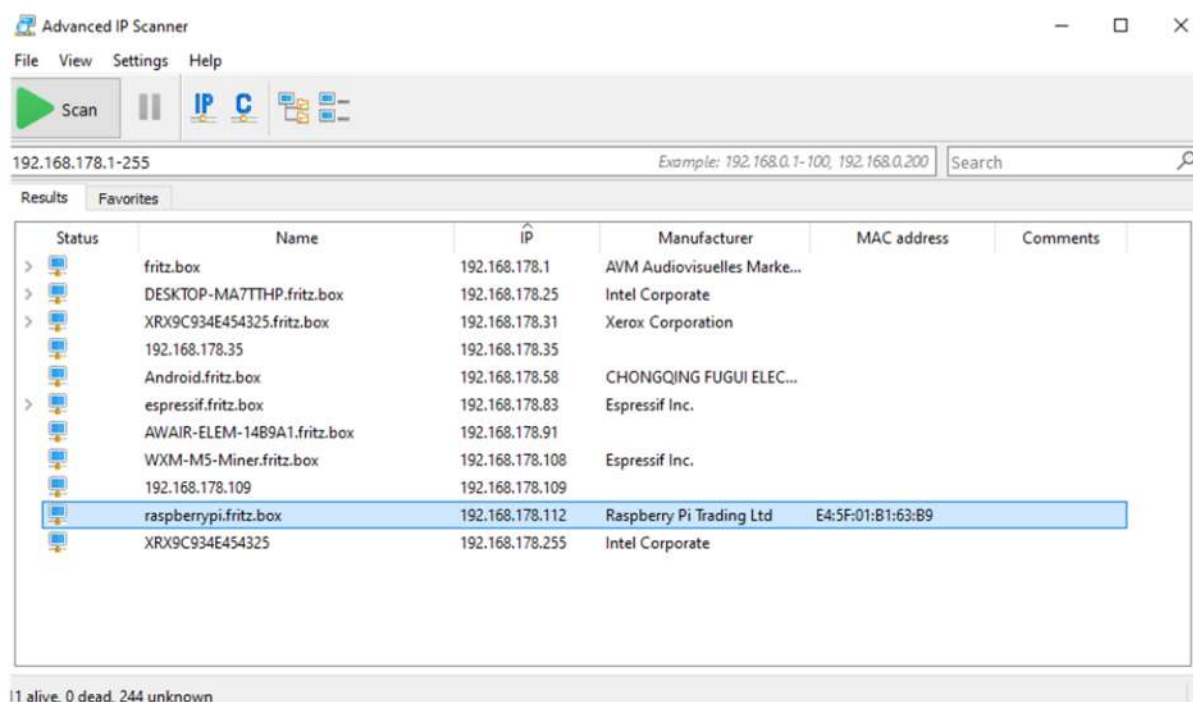 Advanced IP Scanner
File View Settings Help
Scan IP C
192.168.178.1-255 Example: 192.168.0.1-100, 192.168.0.200 Search
Results Favorites
Status Name IP Manufacturer MAC address Comments
fritz.box 192.168.178.1 AVM Audiovisuelles Marke...
DESKTOP-MA7TTHP.fritz.box 192.168.178.25 Intel Corporate
XRX9C934E454325.fritz.box 192.168.178.31 Xerox Corporation
192.168.178.35 192.168.178.35
Android.fritz.box 192.168.178.58 CHONGQING FUGUI ELEC...
espressif.fritz.box 192.168.178.83 Espressif Inc.
AWAIR-ELEM-14B9A1.fritz.box 192.168.178.91
WXM-M5-Miner.fritz.box 192.168.178.108 Espressif Inc.
192.168.178.109 192.168.178.109
raspberrypi.fritz.box 192.168.178.112 Raspberry Pi Trading Ltd E4:5F:01:B1:63:B9
XRX9C934E454325 192.168.178.255 Intel Corporate
11 alive, 0 dead, 244 unknown